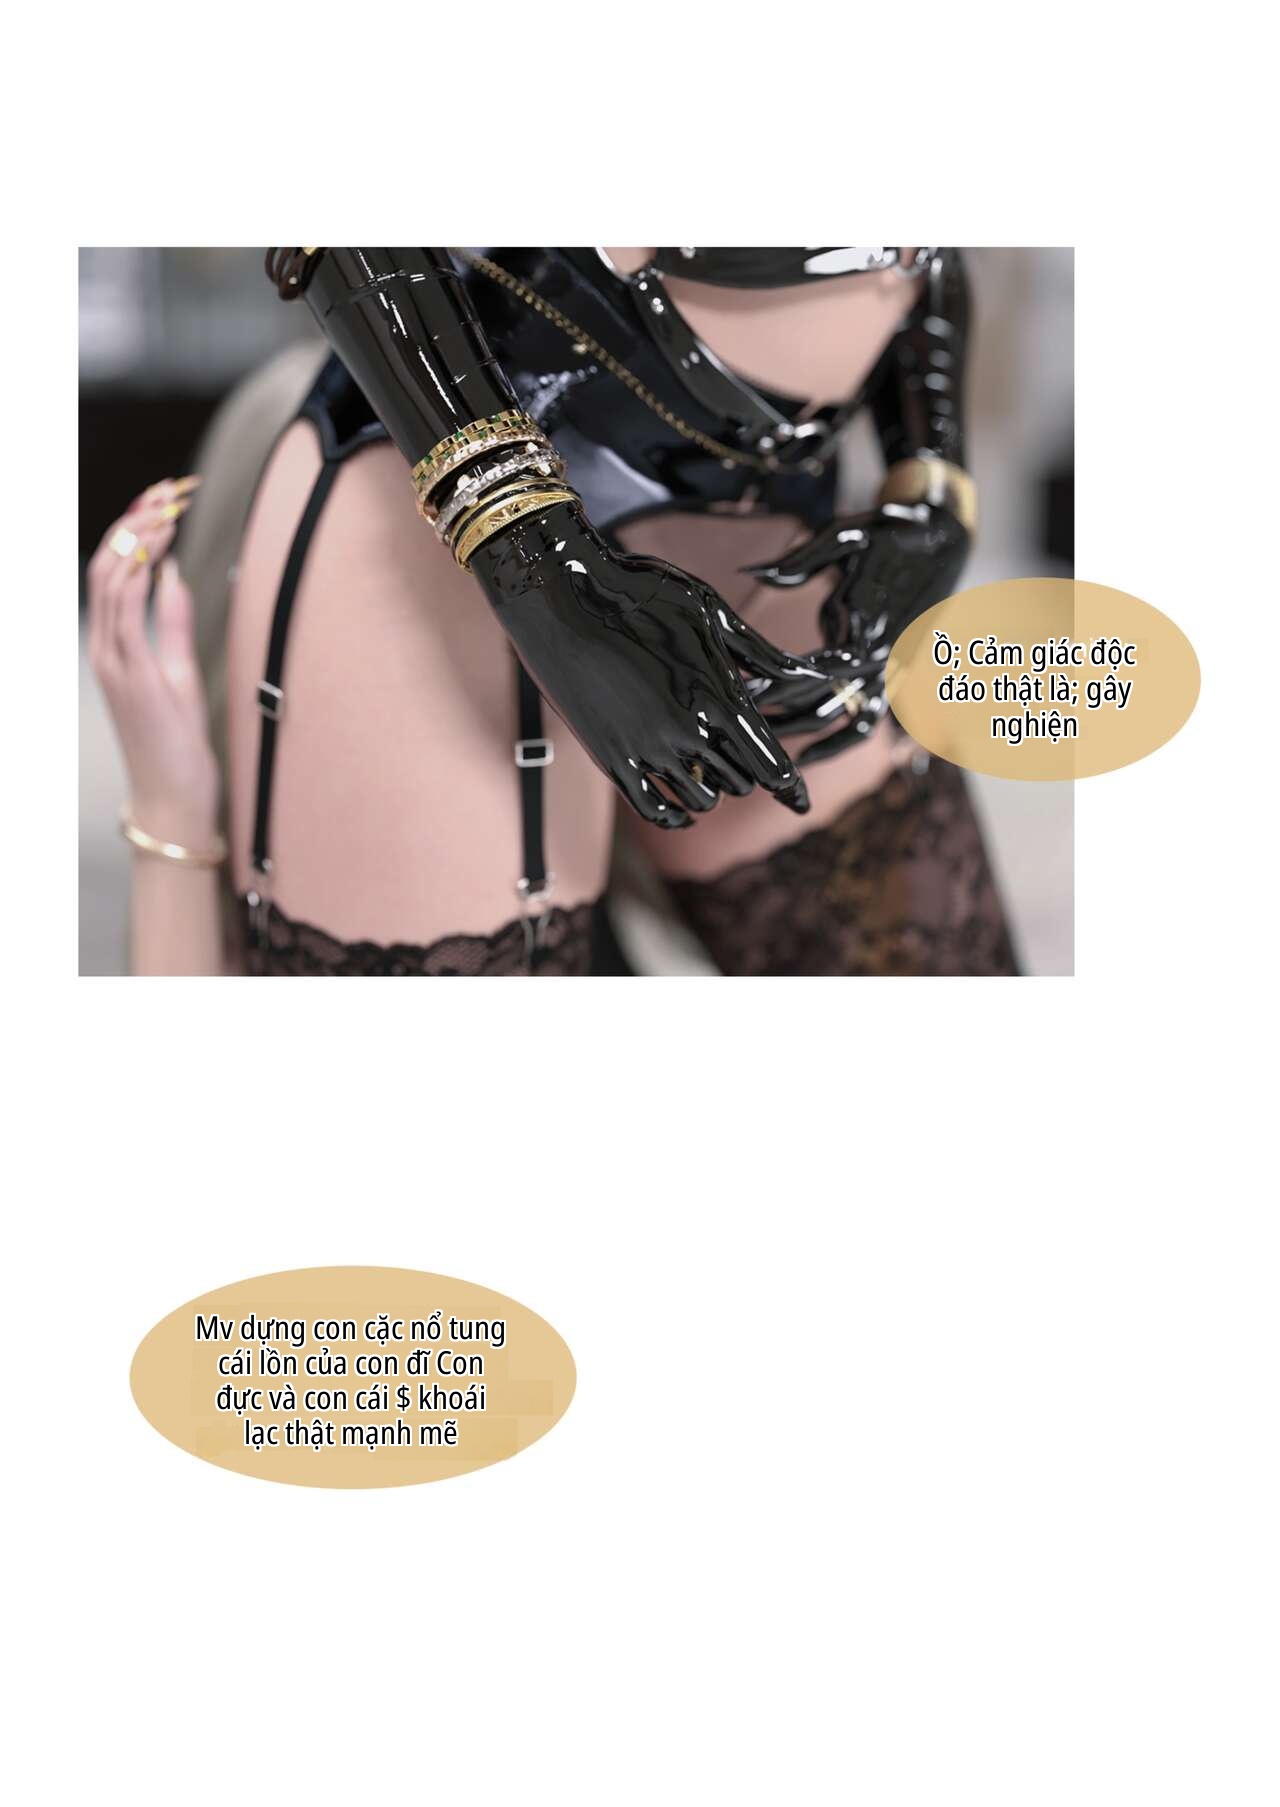 Ồ; Cảm giác độc
đáo thật là; gây
nghiện
Mv dựng con cặc nổ tung
cái lồn của con đĩ Con
đực và con cái $ khoái
lạc thật mạnh mẽ